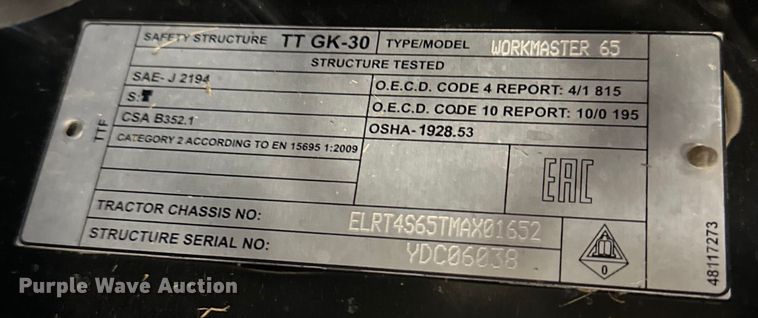 SAFETY STRUCTURE TT GK-30 TYPE/MODEL WORKMASTER 65
STRUCTURE TESTED
SAE- J 2194
O.E.C.D. CODE 4 REPORT: 4/1 815
S:T
O.E.C.D. CODE 10 REPORT: 10/0 195
CSA B352.1
OSHA-1928.53
CATEGORY 2 ACCORDING TO EN 15695 1:2009
TTF
EAC
TRACTOR CHASSIS NO: ELRT4S65TMAX01652
STRUCTURE SERIAL NO: YDC06038
0
48117273
Purple Wave Auction